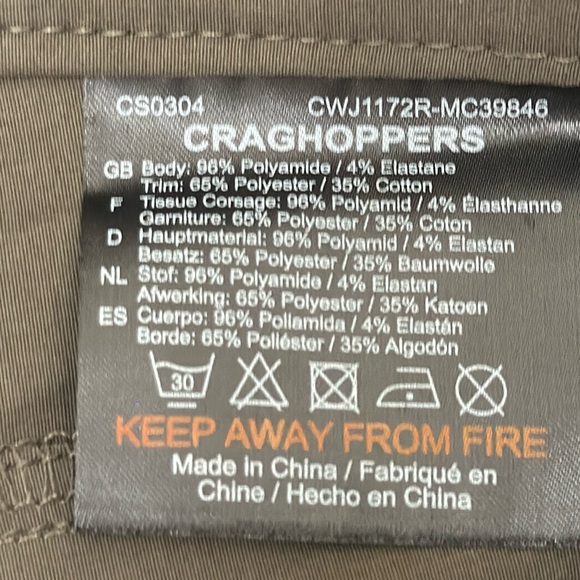 CS0304 CWJ1172R-MC39846
CRAGHOPPERS
GB Body: 96% Polyamide / 4% Elastane
Trim: 65% Polyester / 35% Cotton
F Tissue Corsage: 96% Polyamid / 4% Élasthanne
Garniture: 65% Polyester / 35% Coton
D Hauptmaterial: 96% Polyamid / 4% Elastan
Besatz: 65% Polyester / 35% Baumwolle
NL Stof: 96% Polyamide / 4% Elastan
Afwerking: 65% Polyester / 35% Katoen
ES Cuerpo: 96% Poliamida / 4% Elastán
Borde: 65% Poliéster / 35% Algodón
30
KEEP AWAY FROM FIRE
Made in China / Fabriqué en
Chine / Hecho en China